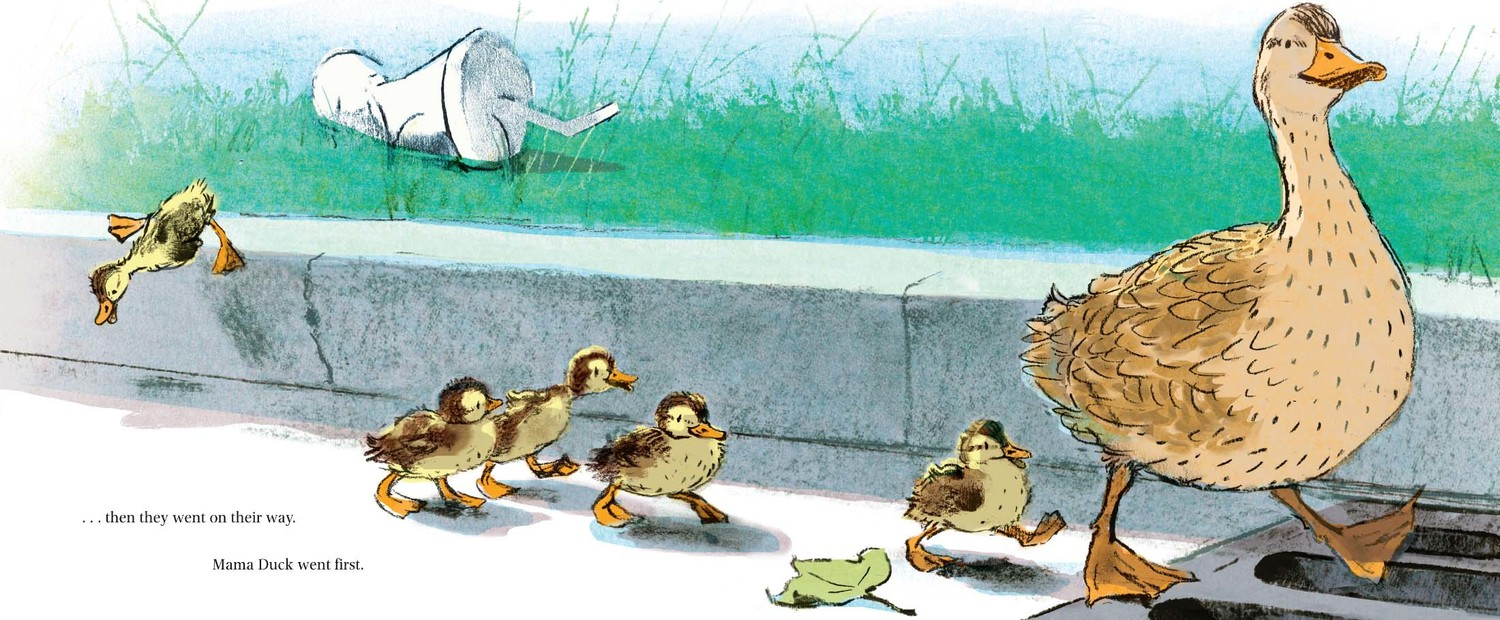 . . . then they went on their way.
Mama Duck went first.